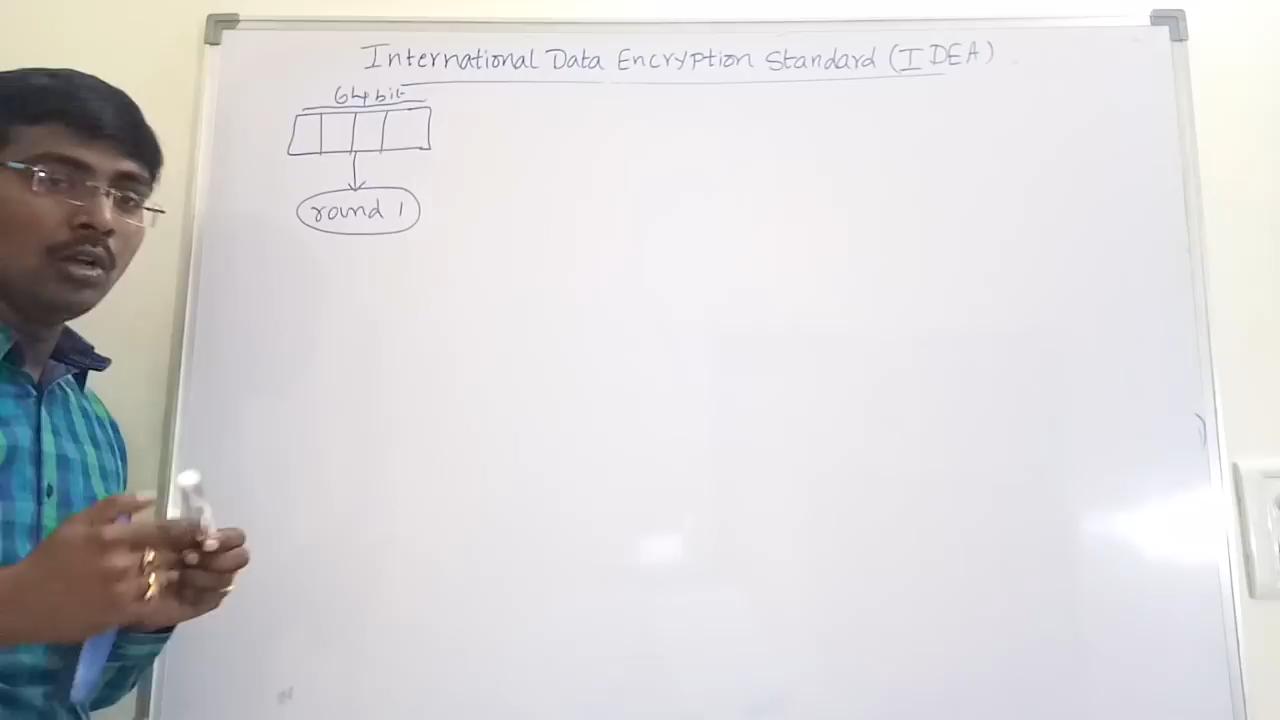 International Data Encryption Standard (IDEA)
64 bit
round 1